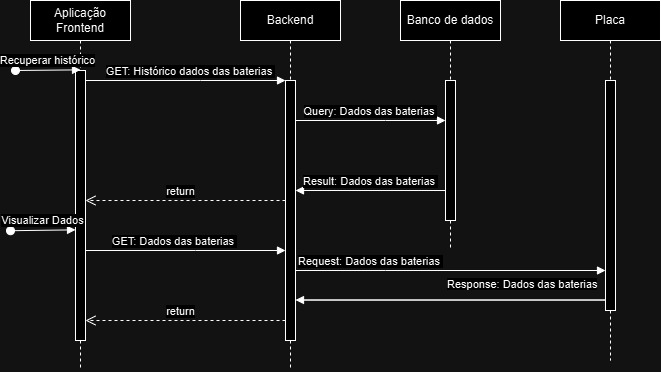 Aplicação
Frontend
Backend
Banco de dados
Placa
Recuperar histórico
GET: Histórico dados das baterias
Query: Dados das baterias
Result: Dados das baterias
return
Visualizar Dados
GET: Dados das baterias
Request: Dados das baterias
Response: Dados das baterias
return